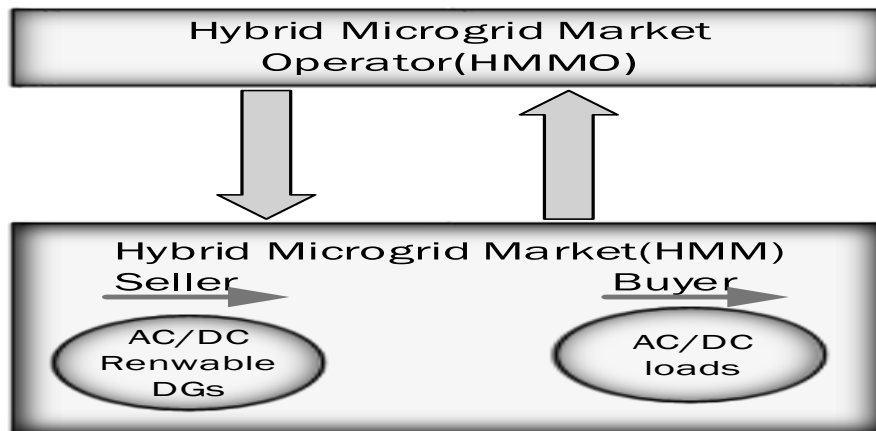 Hybrid Microgrid Market
Operator(HMMO)
Hybrid Microgrid Market(HMM)
Seller
Buyer
AC/DC
Renwable
DGs
AC/DC
loads